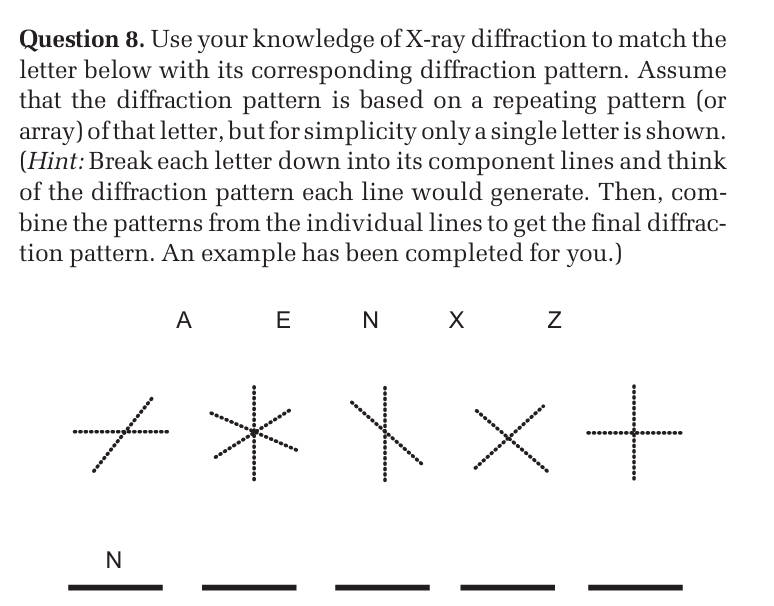 Question 8. Use your knowledge of X-ray diffraction to match the
letter below with its corresponding diffraction pattern. Assume
that the diffraction pattern is based on a repeating pattern (or
array) of that letter, but for simplicity only a single letter is shown.
(Hint: Break each letter down into its component lines and think
of the diffraction pattern each line would generate. Then, com-
bine the patterns from the individual lines to get the final diffrac-
tion pattern. An example has been completed for you.)
A E N X Z
N